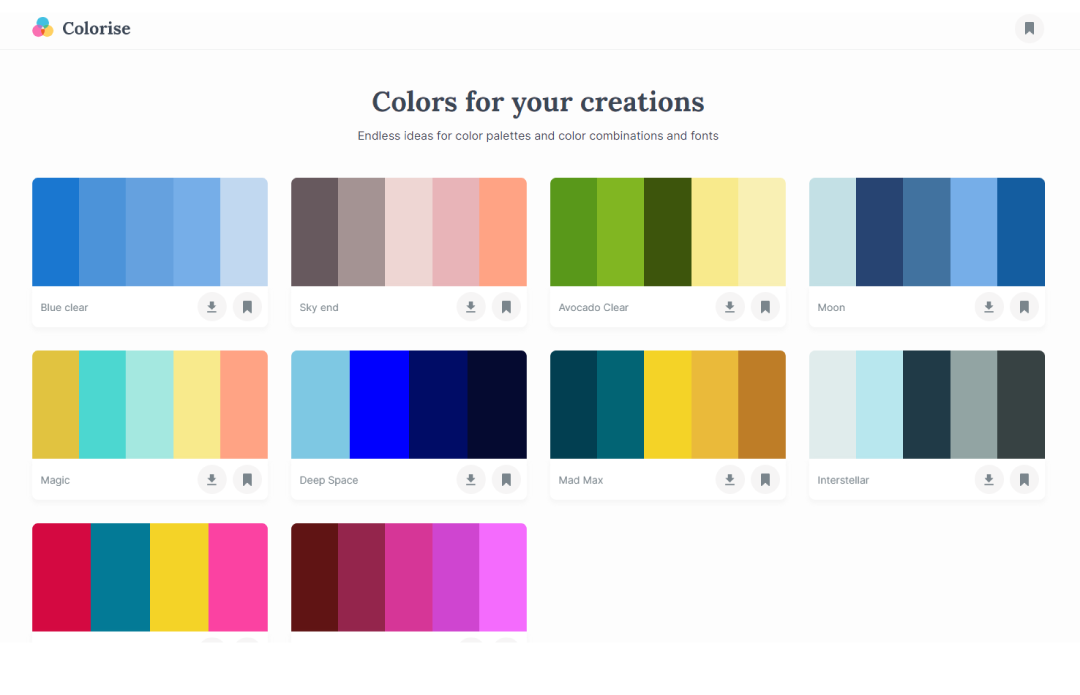 Colorise
Colors for your creations
Endless ideas for color palettes and color combinations and fonts
Blue clear
Sky end
Avocado Clear
Moon
Magic
Deep Space
Mad Max
Interstellar